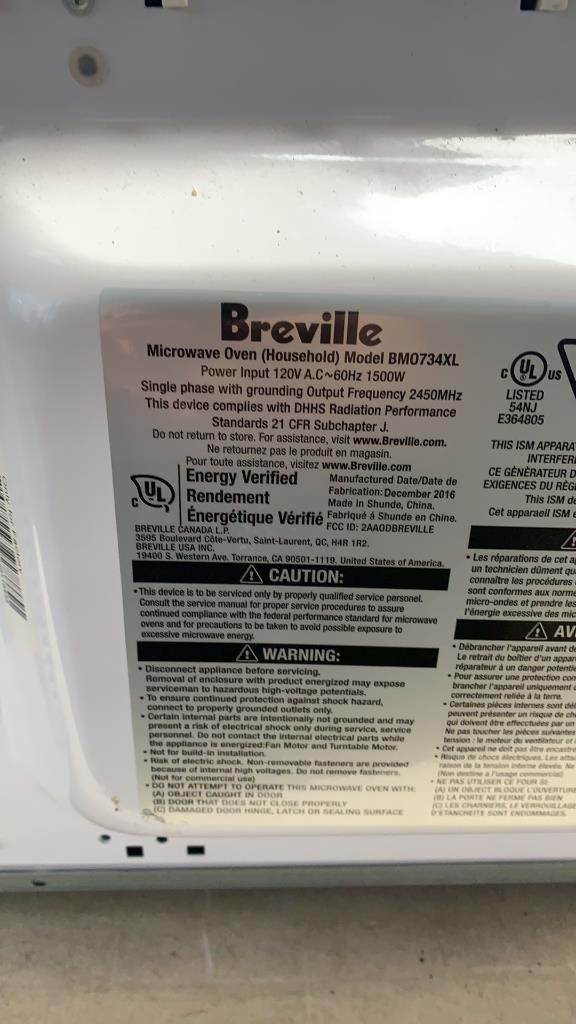 Breville
Microwave Oven (Household) Model BMO734XL
Power Input 120V A.C~60Hz 1500W
Single phase with grounding Output Frequency 2450MHz
This device complies with DHHS Radiation Performance
Standards 21 CFR Subchapter J.
Do not return to store. For assistance, visit www.Breville.com.
Ne retournez pas le produit en magasin.
Pour toute assistance, visitez www.Breville.com
C UL
Energy Verified
Rendement
Énergétique Vérifié
Manufactured Date/Date de
Fabrication: December 2016
Made in Shunde, China.
Fabriqué á Shunde en Chine.
FCC ID: 2AAODBREVILLE
BREVILLE CANADA L.P.
3595 Boulevard Côte-Vertu, Saint-Laurent, QC, H4R 1R2.
BREVILLE USA INC.
19400 S. Western Ave. Torrance, CA 90501-1119. United States of America.
CAUTION:
• This device is to be serviced only by properly qualified service personel.
Consult the service manual for proper service procedures to assure
continued compliance with the federal performance standard for microwave
ovens and for precautions to be taken to avoid possible exposure to
excessive microwave energy.
WARNING:
• Disconnect appliance before servicing.
Removal of enclosure with product energized may expose
serviceman to hazardous high-voltage potentials.
• To ensure continued protection against shock hazard,
connect to properly grounded outlets only.
• Certain internal parts are intentionally not grounded and may
present a risk of electrical shock only during service, service
personnel. Do not contact the internal electrical parts while
the appliance is energized:Fan Motor and Turntable Motor.
• Not for build-in installation.
• Risk of electric shock. Non-removable fasteners are provided
because of internal high voltages. Do not remove fasteners.
(Not for commercial use)
• DO NOT ATTEMPT TO OPERATE THIS MICROWAVE OVEN WITH:
(A) OBJECT CAUGHT IN DOOR
(B) DOOR THAT DOES NOT CLOSE PROPERLY
(C) DAMAGED DOOR HINGE, LATCH OR SEALING SURFACE
C UL US
LISTED
54NJ
E364805
THIS ISM APPARA
INTERFER
CE GÈNÈRATEUR D
EXIGENCES DU RÈG
This ISM de
Cet apparaeil ISM e
• Les réparations de cet a
un technicien dûment qu
connaître les procédures
sont conformes aux norme
micro-ondes et prendre les
l'énergie excessive des mic
AV
• Débrancher l'appareil avant de
Le retrait du boîtier d'un appar
réparateur à un danger potentie
• Pour assurer une protection con
brancher l'appareil uniquement
correctement reliée à la terre.
• Certaines pièces internes sont dél
peuvent présenter un risque de ch
qui doivent être effecctuées par un
Ne pas toucher les pièces suivantes
tension : le moteur du ventilateur et
• Cet appareil ne doit pas être encastré
• Risque de chocs électriques. Les atta
raison de la tension interne élevée. Ne
(Non destine a l'usage commercial)
• NE PAS UTILISER CE FOUR SI:
(A) UN OBJECT BLOQUE L'OUVERTURE
(B) LA PORTE NE FERME PAS BIEN
(C) LES CHARNIERS, LE VERROUILLAGE
D'ETANCHEITE SONT ENDOMMAGES.